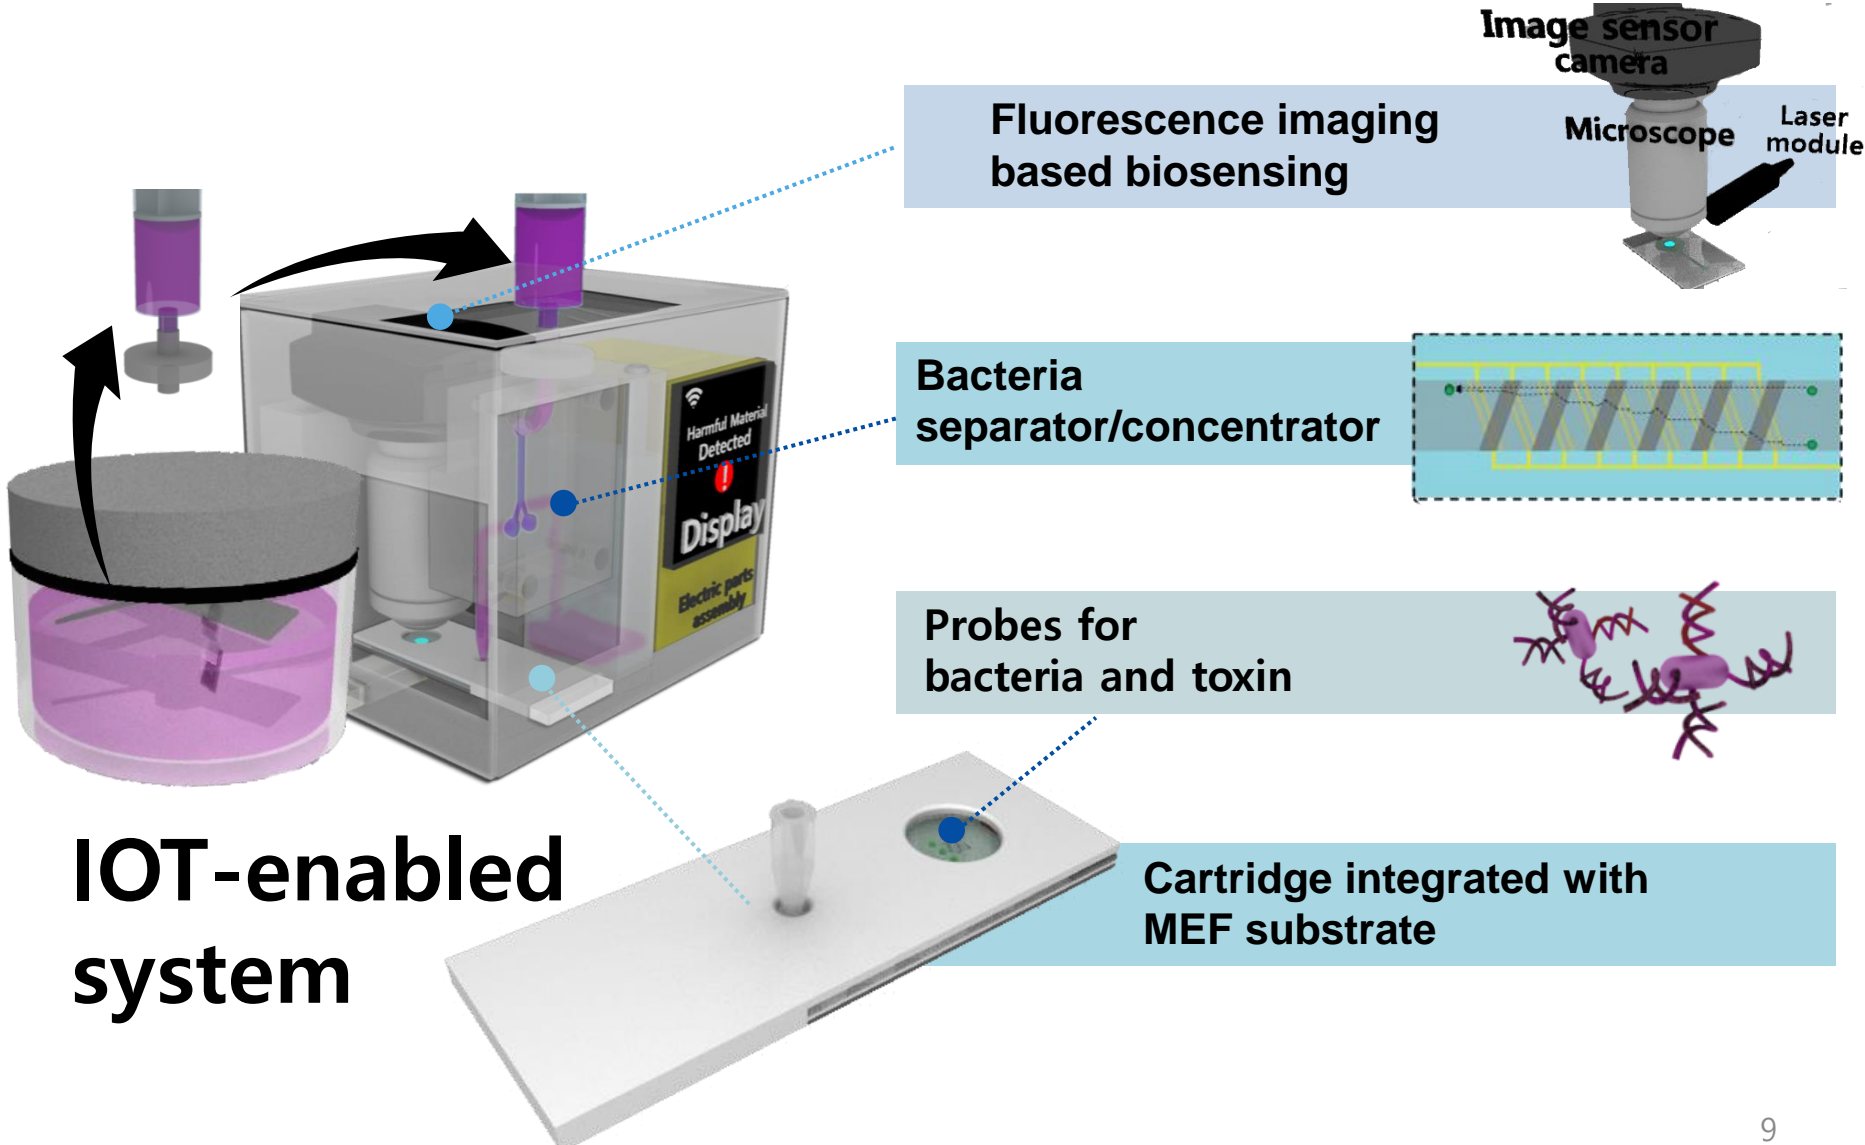 Image sensor
camera
Fluorescence imaging
based biosensing
Microscope
Laser
module
Bacteria
separator/concentrator
Harmful Material
Detected
!
Display
Electric parts
assembly
Probes for
bacteria and toxin
IOT-enabled
system
Cartridge integrated with
MEF substrate
9